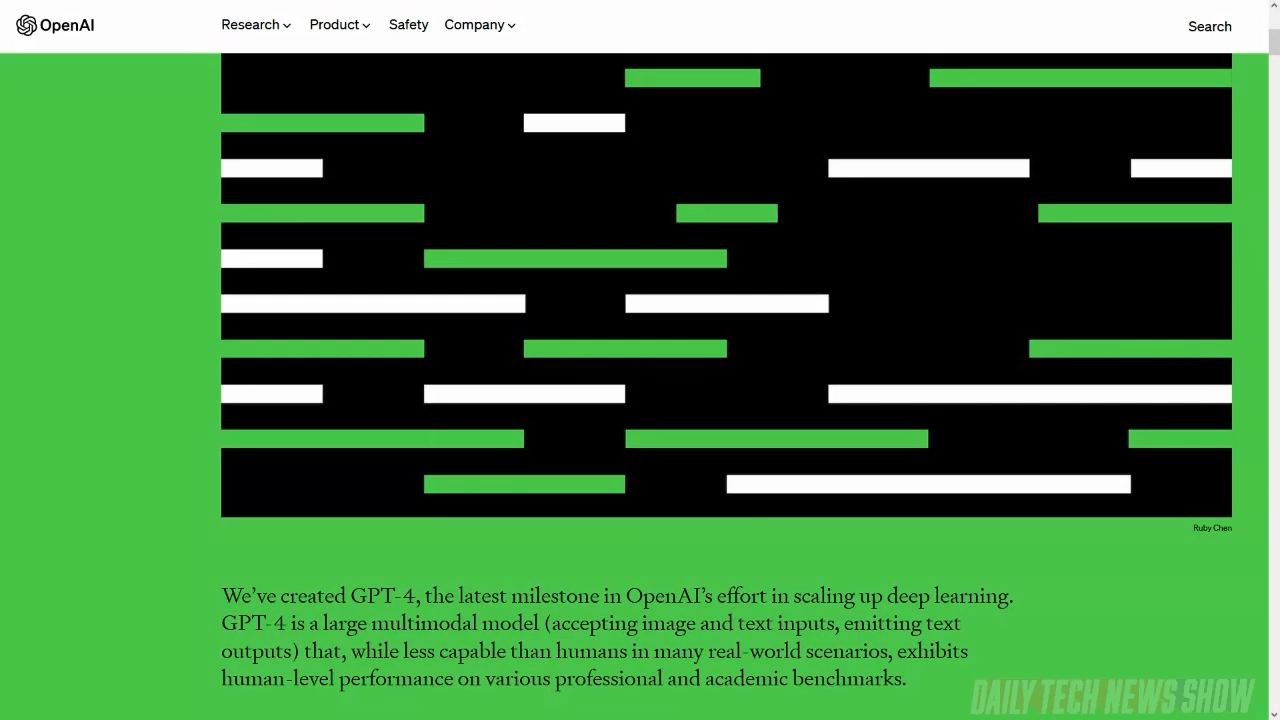 OpenAI
Research Product Safety Company
Search
Ruby Chen
We’ve created GPT-4, the latest milestone in OpenAI’s effort in scaling up deep learning.
GPT-4 is a large multimodal model (accepting image and text inputs, emitting text
outputs) that, while less capable than humans in many real-world scenarios, exhibits
human-level performance on various professional and academic benchmarks.
DAILY TECH NEWS SHOW